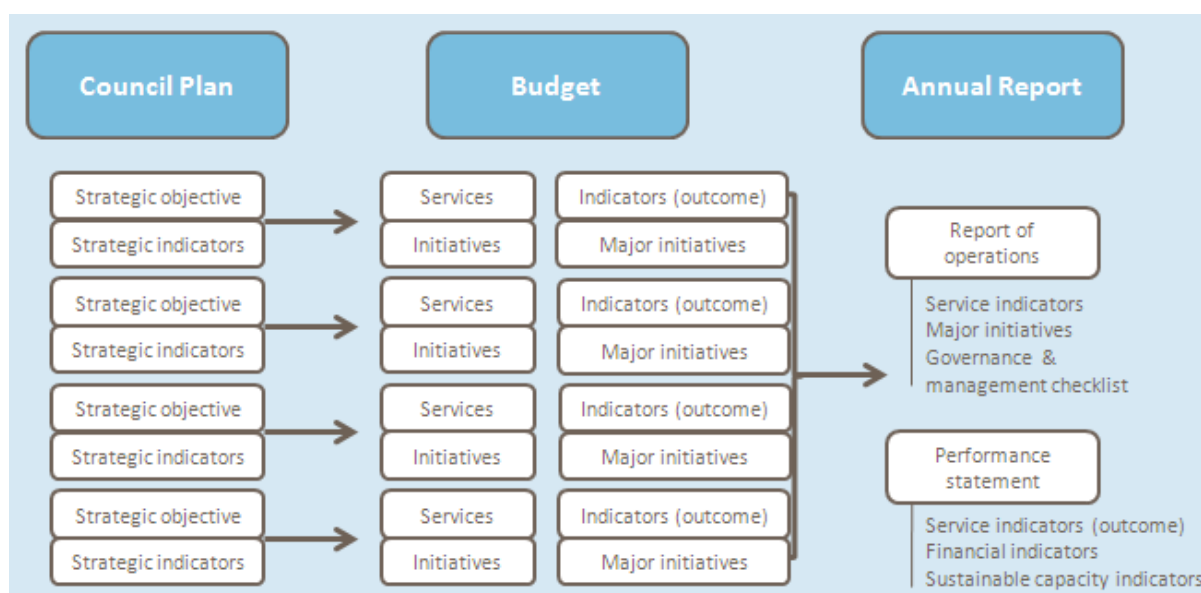 Council Plan
Budget
Annual Report
Strategic objective
Strategic indicators
Services
Initiatives
Indicators (outcome)
Major initiatives
Strategic objective
Strategic indicators
Services
Initiatives
Indicators (outcome)
Major initiatives
Strategic objective
Strategic indicators
Services
Initiatives
Indicators (outcome)
Major initiatives
Strategic objective
Strategic indicators
Services
Initiatives
Indicators (outcome)
Major initiatives
Report of
operations
Service indicators
Major initiatives
Governance &
management checklist
Performance
statement
Service indicators (outcome)
Financial indicators
Sustainable capacity indicators